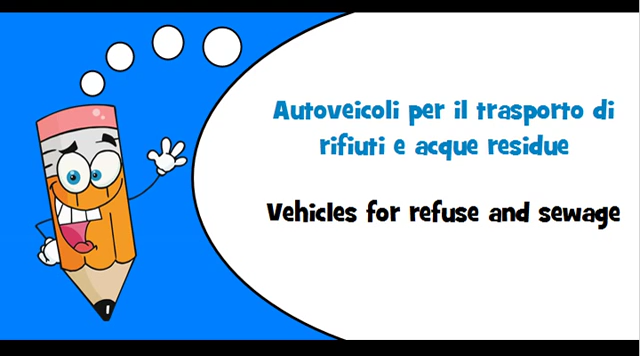 Autoveicoli per il trasporto di
rifiuti e acque residue
Vehicles for refuse and sewage